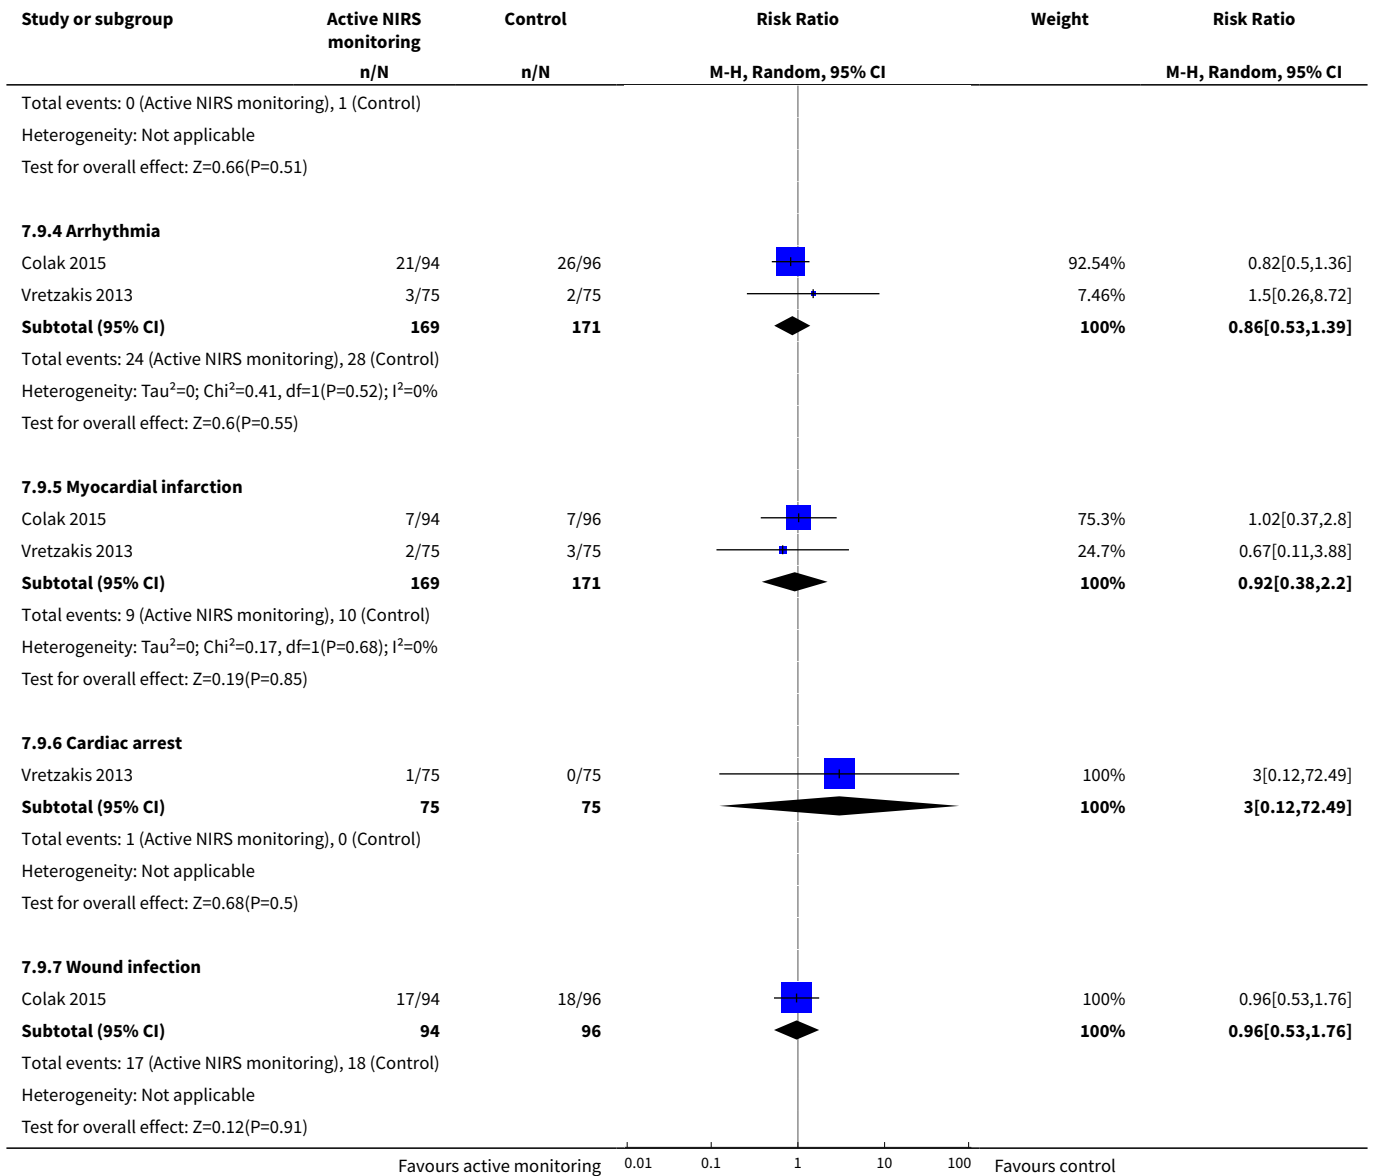 Study or subgroup Active NIRS monitoring Control Risk Ratio Weight Risk Ratio
n/N n/N M-H, Random, 95% CI M-H, Random, 95% CI
Total events: 0 (Active NIRS monitoring), 1 (Control)
Heterogeneity: Not applicable
Test for overall effect: Z=0.66(P=0.51)
7.9.4 Arrhythmia
Colak 2015 21/94 26/96 92.54% 0.82[0.5,1.36]
Vretzakis 2013 3/75 2/75 7.46% 1.5[0.26,8.72]
Subtotal (95% CI) 169 171 100% 0.86[0.53,1.39]
Total events: 24 (Active NIRS monitoring), 28 (Control)
Heterogeneity: Tau²=0; Chi²=0.41, df=1(P=0.52); I²=0%
Test for overall effect: Z=0.6(P=0.55)
7.9.5 Myocardial infarction
Colak 2015 7/94 7/96 75.3% 1.02[0.37,2.8]
Vretzakis 2013 2/75 3/75 24.7% 0.67[0.11,3.88]
Subtotal (95% CI) 169 171 100% 0.92[0.38,2.2]
Total events: 9 (Active NIRS monitoring), 10 (Control)
Heterogeneity: Tau²=0; Chi²=0.17, df=1(P=0.68); I²=0%
Test for overall effect: Z=0.19(P=0.85)
7.9.6 Cardiac arrest
Vretzakis 2013 1/75 0/75 100% 3[0.12,72.49]
Subtotal (95% CI) 75 75 100% 3[0.12,72.49]
Total events: 1 (Active NIRS monitoring), 0 (Control)
Heterogeneity: Not applicable
Test for overall effect: Z=0.68(P=0.5)
7.9.7 Wound infection
Colak 2015 17/94 18/96 100% 0.96[0.53,1.76]
Subtotal (95% CI) 94 96 100% 0.96[0.53,1.76]
Total events: 17 (Active NIRS monitoring), 18 (Control)
Heterogeneity: Not applicable
Test for overall effect: Z=0.12(P=0.91)
Favours active monitoring 0.01 0.1 1 10 100 Favours control